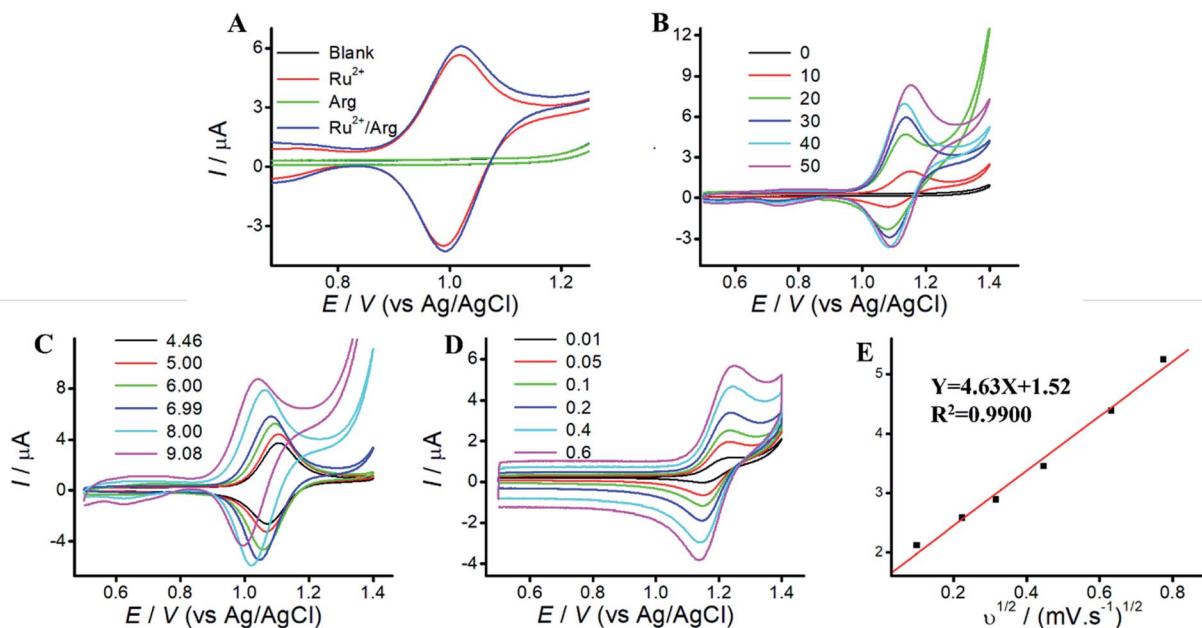 A
Blank
Ru²⁺
Arg
Ru²⁺/Arg
6
3
0
-3
I / μA
0.8 1.0 1.2
E / V (vs Ag/AgCl)
B
0
10
20
30
40
50
12
9
6
3
0
-3
I / μA
0.6 0.8 1.0 1.2 1.4
E / V (vs Ag/AgCl)
C
4.46
5.00
6.00
6.99
8.00
9.08
8
4
0
-4
I / μA
0.6 0.8 1.0 1.2 1.4
E / V (vs Ag/AgCl)
D
0.01
0.05
0.1
0.2
0.4
0.6
6
4
2
0
-2
-4
I / μA
0.6 0.8 1.0 1.2 1.4
E / V (vs Ag/AgCl)
E
Y=4.63X+1.52
R²=0.9900
5
4
3
2
0.2 0.4 0.6 0.8
υ¹ᐟ² / (mV.s⁻¹)¹ᐟ²